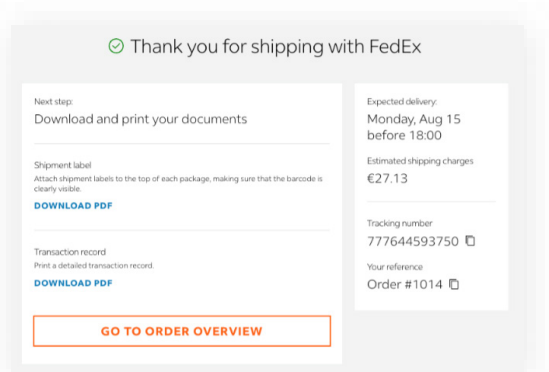 Thank you for shipping with FedEx
Next step:
Download and print your documents
Shipment label
Attach shipment labels to the top of each package, making sure that the barcode is
clearly visible.
DOWNLOAD PDF
Transaction record
Print a detailed transaction record.
DOWNLOAD PDF
GO TO ORDER OVERVIEW
Expected delivery:
Monday, Aug 15
before 18:00
Estimated shipping charges
€27.13
Tracking number
777644593750
Your reference
Order #1014